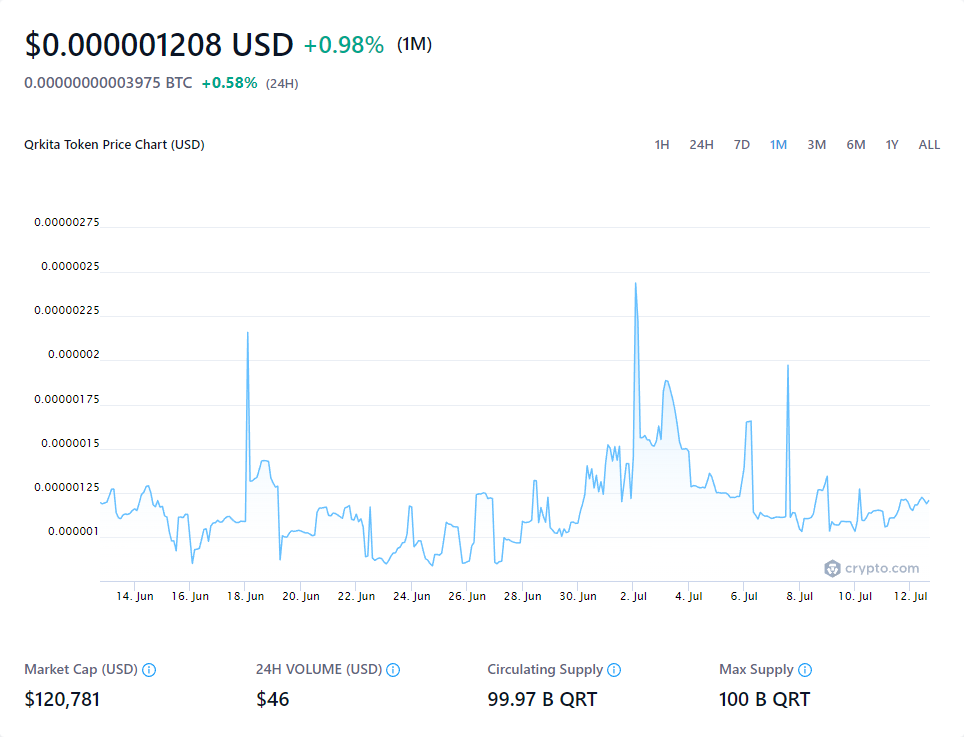 $0.000001208 USD +0.98% (1M)
0.00000000003975 BTC +0.58% (24H)
Qrkita Token Price Chart (USD) 1H 24H 7D 1M 3M 6M 1Y ALL
0.00000275
0.0000025
0.00000225
0.000002
0.00000175
0.0000015
0.00000125
0.000001
crypto.com
14. Jun 16. Jun 18. Jun 20. Jun 22. Jun 24. Jun 26. Jun 28. Jun 30. Jun 2. Jul 4. Jul 6. Jul 8. Jul 10. Jul 12. Jul
Market Cap (USD) 24H VOLUME (USD) Circulating Supply Max Supply
$120,781 $46 99.97 B QRT 100 B QRT